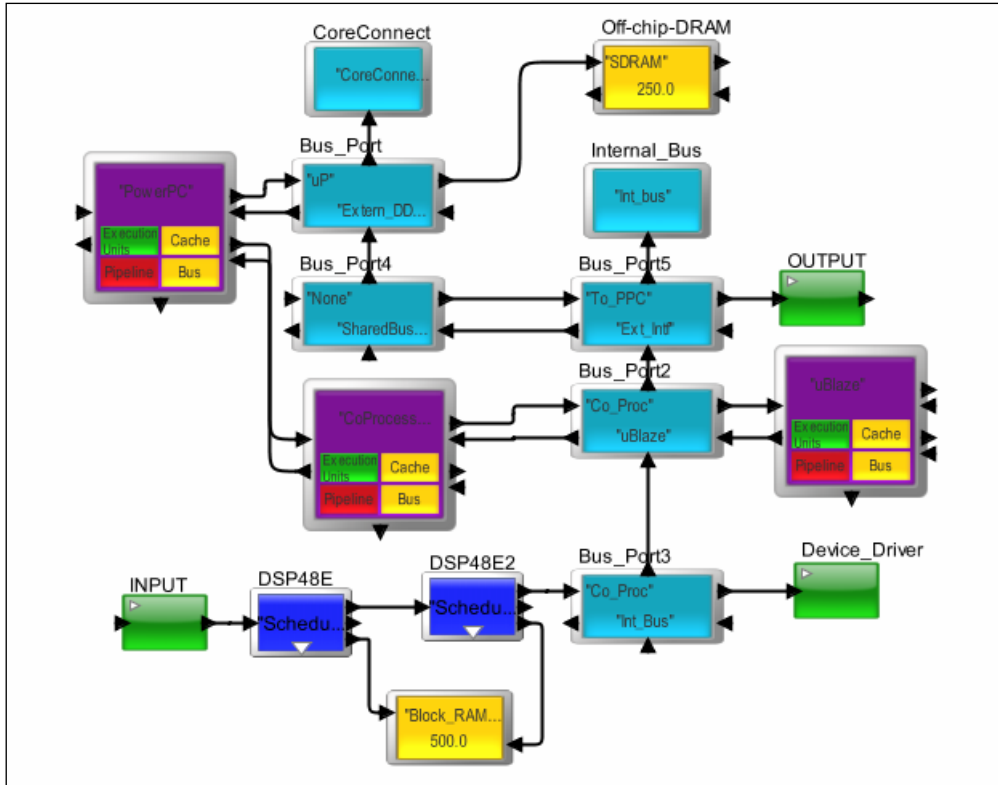 CoreConnect
Off-chip-DRAM
"CoreConne...
"SDRAM"
250.0
Bus_Port
Internal_Bus
"PowerPC"
"uP"
"Extern_DD...
"Int_bus"
Execution
Units
Cache
Pipeline
Bus
Bus_Port4
Bus_Port5
OUTPUT
"None"
"SharedBus...
"To_PPC"
"Ext_Intf"
Bus_Port2
"CoProcess...
"Co_Proc"
"uBlaze"
"uBlaze"
Execution
Units
Cache
Pipeline
Bus
Execution
Units
Cache
Pipeline
Bus
INPUT
DSP48E
DSP48E2
Bus_Port3
Device_Driver
"Schedu...
"Schedu...
"Co_Proc"
"Int_Bus"
"Block_RAM...
500.0